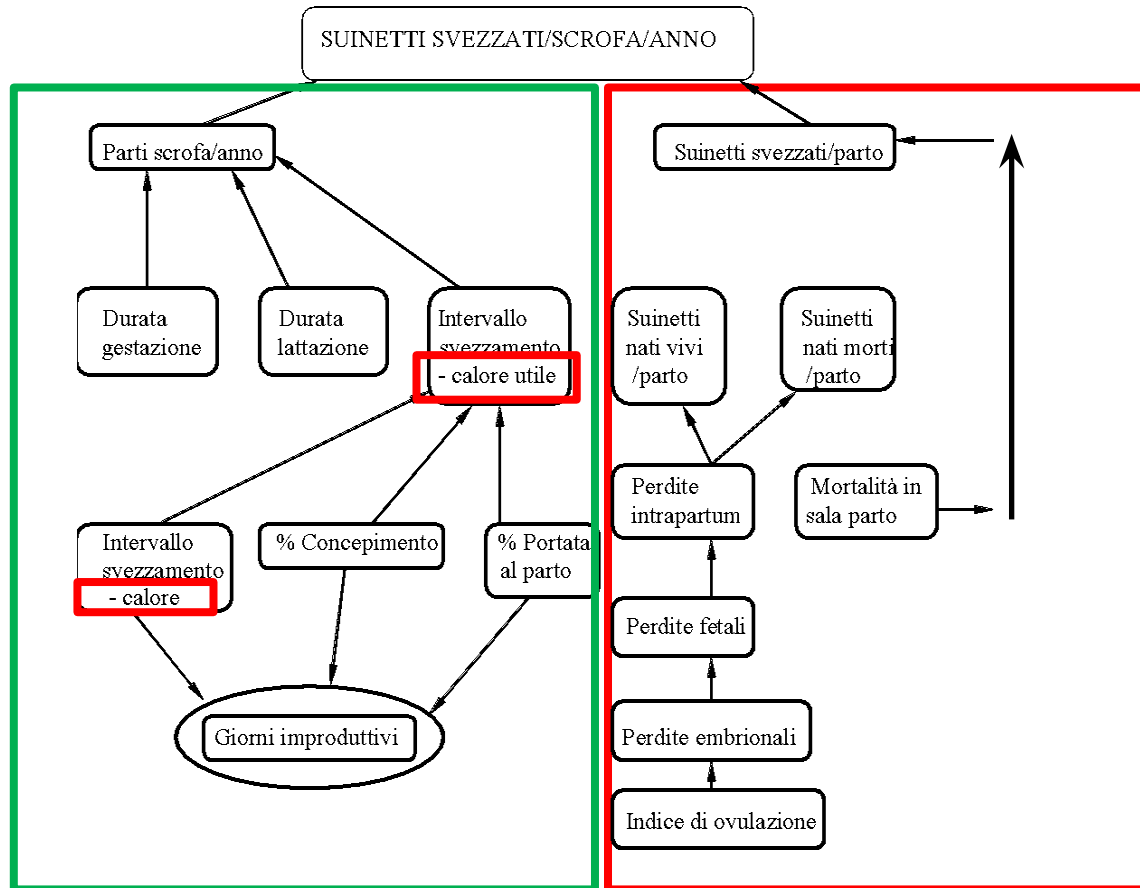 SUINETTI SVEZZATI/SCROFA/ANNO
Parti scrofa/anno
Suinetti svezzati/parto
Durata
gestazione
Durata
lattazione
Intervallo
svezzamento
- calore utile
Suinetti
nati vivi
/parto
Suinetti
nati morti
/parto
Intervallo
svezzamento
- calore
% Concepimento
% Portata
al parto
Perdite
intrapartum
Mortalità in
sala parto
Perdite fetali
Giorni improduttivi
Perdite embrionali
Indice di ovulazione